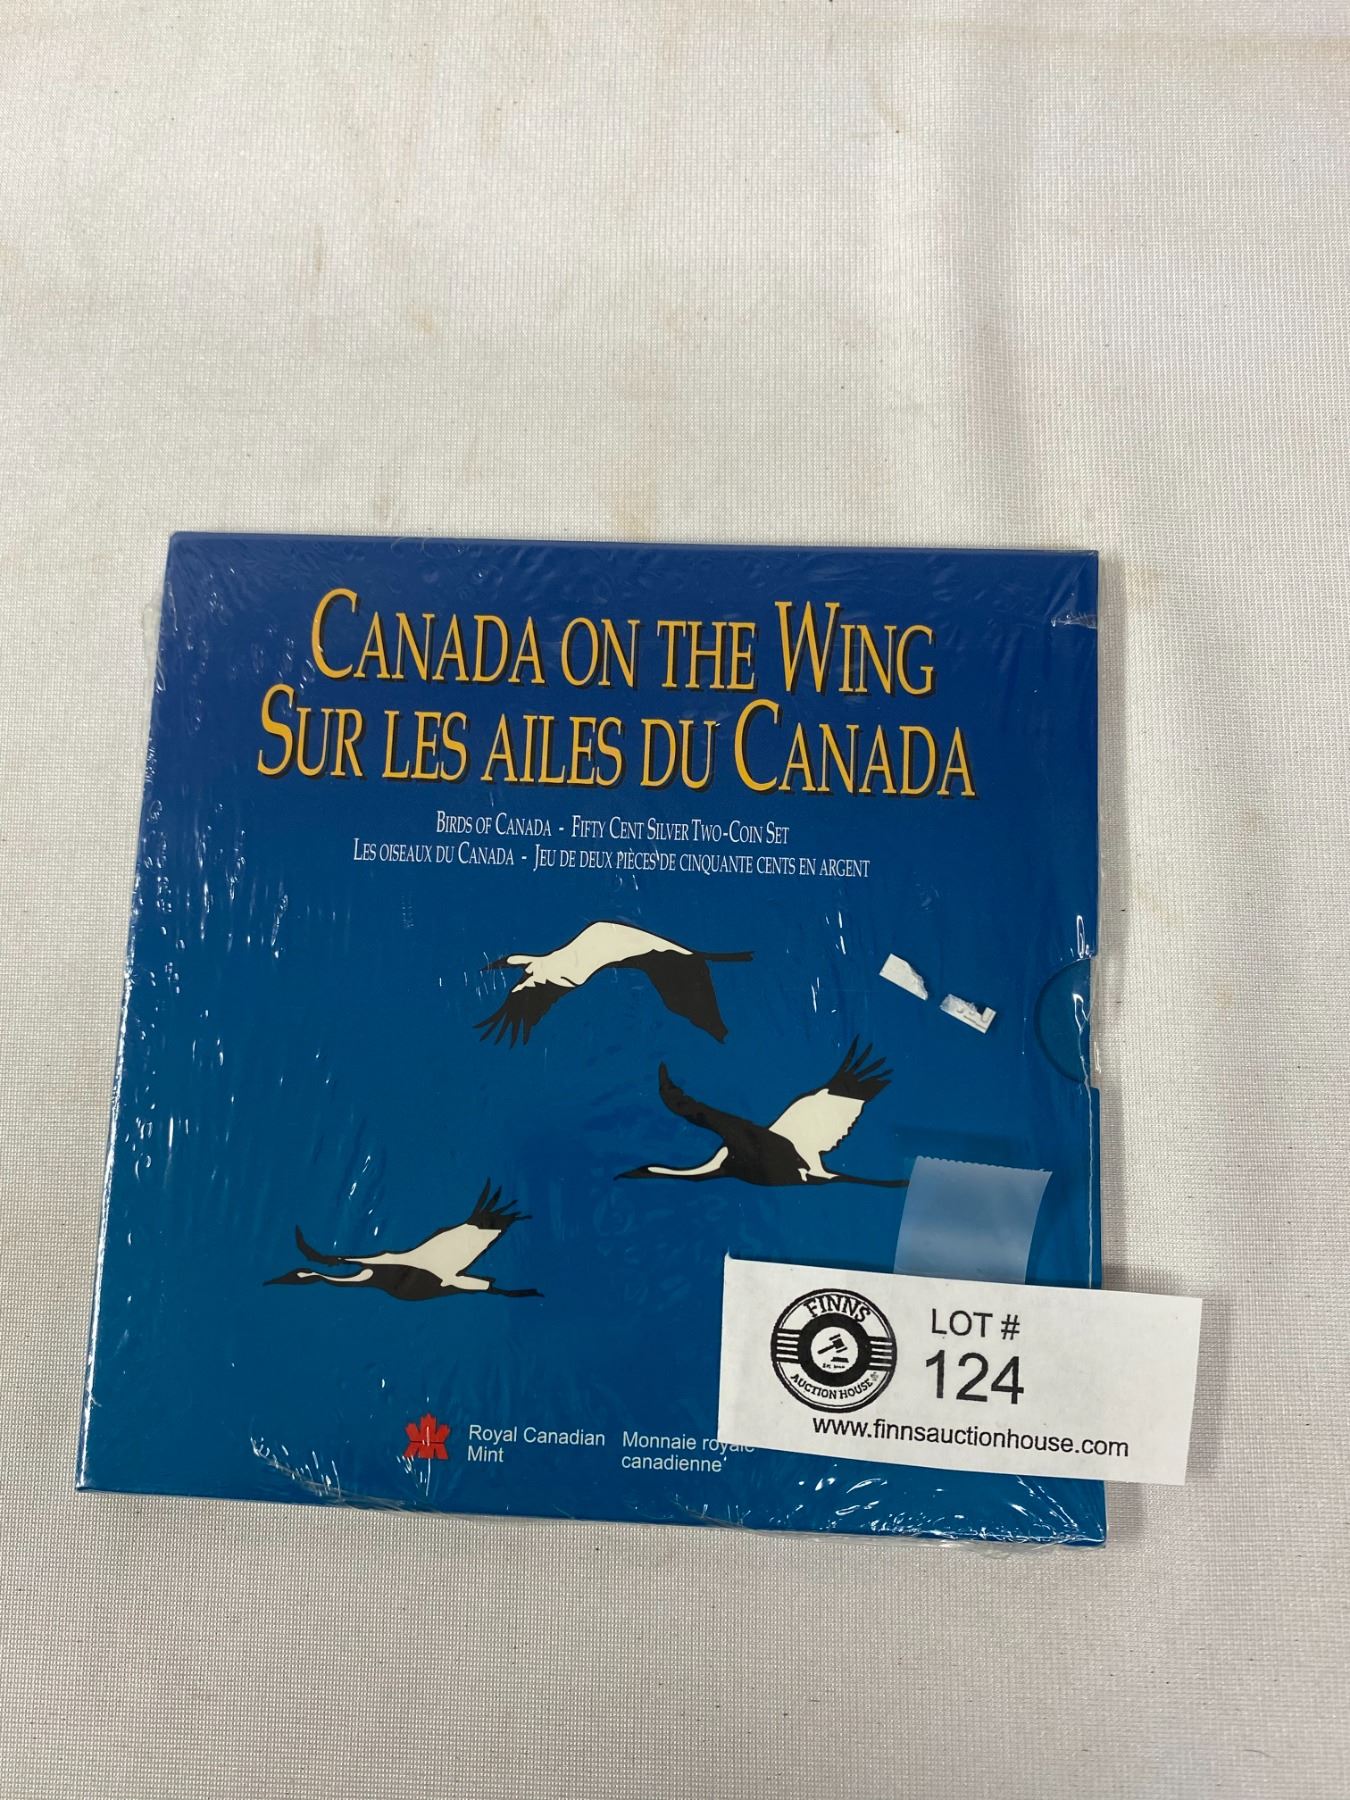 CANADA ON THE WING
SUR LES AILES DU CANADA
BIRDS OF CANADA - FIFTY CENT SILVER TWO-COIN SET
LES OISEAUX DU CANADA - JEU DE DEUX PIÈCES DE CINQUANTE CENTS EN ARGENT
Royal Canadian
Mint
Monnaie royale
canadienne
FINNS
AUCTION HOUSE
LOT #
124
www.finnsauctionhouse.com